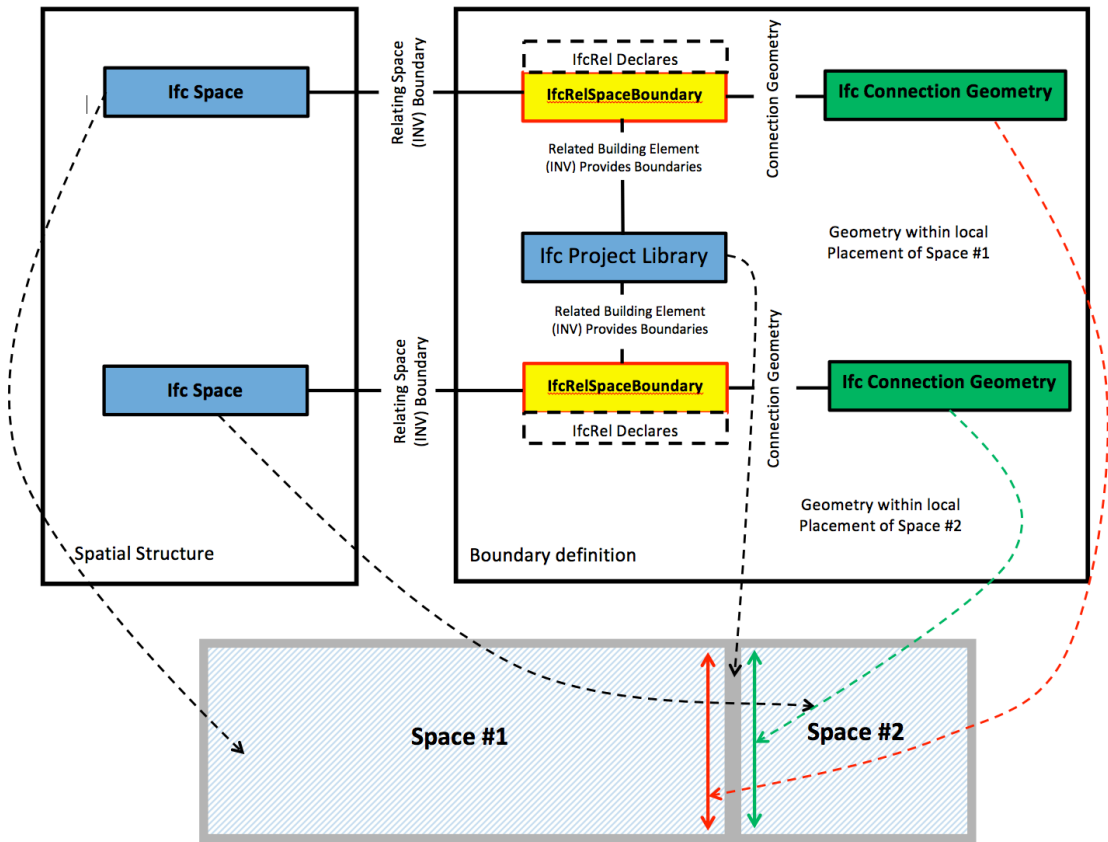 IfcRel Declares
Ifc Space
Relating Space
(INV) Boundary
IfcRelSpaceBoundary
Connection Geometry
Ifc Connection Geometry
Related Building Element
(INV) Provides Boundaries
Geometry within local
Placement of Space #1
Ifc Project Library
Related Building Element
(INV) Provides Boundaries
Ifc Space
Relating Space
(INV) Boundary
IfcRelSpaceBoundary
Connection Geometry
Ifc Connection Geometry
IfcRel Declares
Geometry within local
Placement of Space #2
Spatial Structure
Boundary definition
Space #1
Space #2